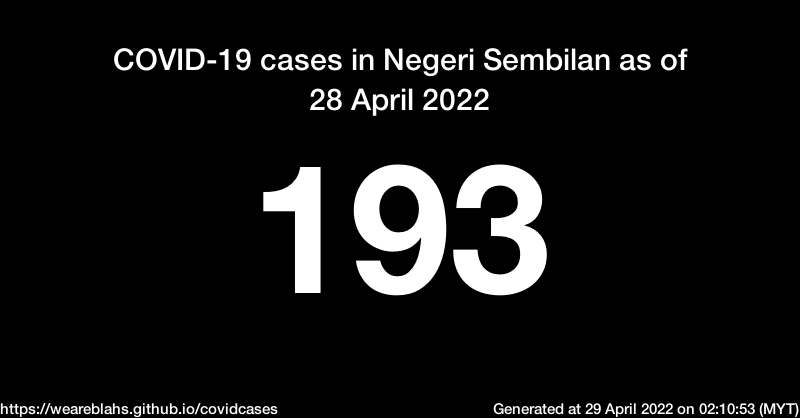 COVID-19 cases in Negeri Sembilan as of
28 April 2022
193
https://weareblahs.github.io/covidcases
Generated at 29 April 2022 on 02:10:53 (MYT)